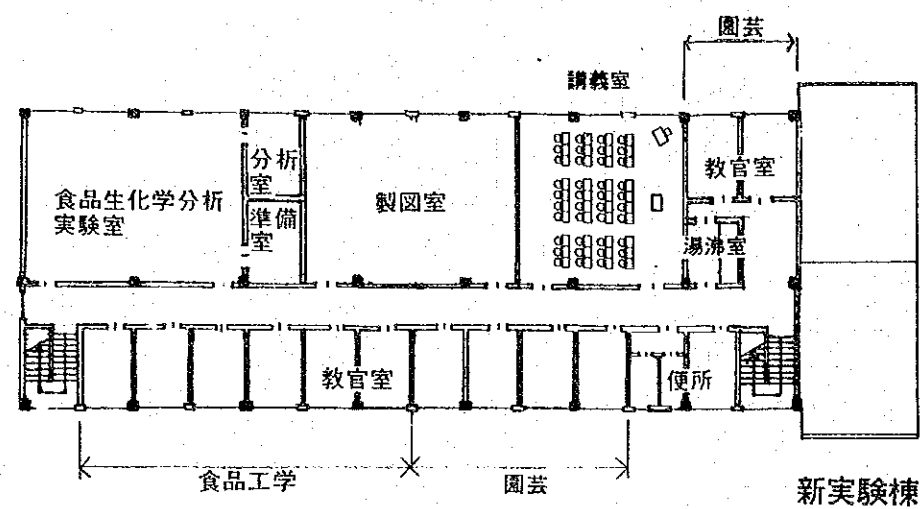 園芸
講義室
食品生化学分析
実験室
分析
室
準備
室
製図室
教官室
湯沸室
教官室
便所
食品工学
園芸
新実験棟